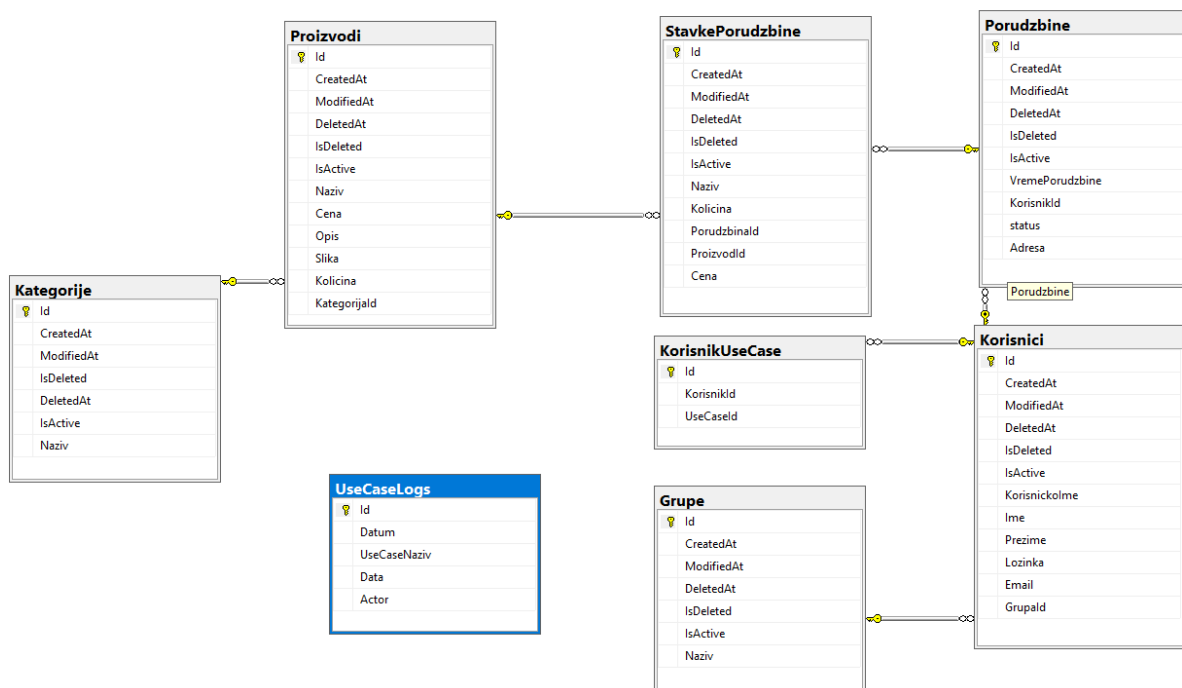 Proizvodi
Id
CreatedAt
ModifiedAt
DeletedAt
IsDeleted
IsActive
Naziv
Cena
Opis
Slika
Kolicina
KategorijaId
StavkePorudzbine
Id
CreatedAt
ModifiedAt
DeletedAt
IsDeleted
IsActive
Naziv
Kolicina
PorudzbinaId
ProizvodId
Cena
Porudzbine
Id
CreatedAt
ModifiedAt
DeletedAt
IsDeleted
IsActive
VremePorudzbine
KorisnikId
status
Adresa
Porudzbine
Kategorije
Id
CreatedAt
ModifiedAt
IsDeleted
DeletedAt
IsActive
Naziv
KorisnikUseCase
Id
KorisnikId
UseCaseId
Korisnici
Id
CreatedAt
ModifiedAt
DeletedAt
IsDeleted
IsActive
KorisnickoIme
Ime
Prezime
Lozinka
Email
GrupaId
UseCaseLogs
Id
Datum
UseCaseNaziv
Data
Actor
Grupe
Id
CreatedAt
ModifiedAt
DeletedAt
IsDeleted
IsActive
Naziv